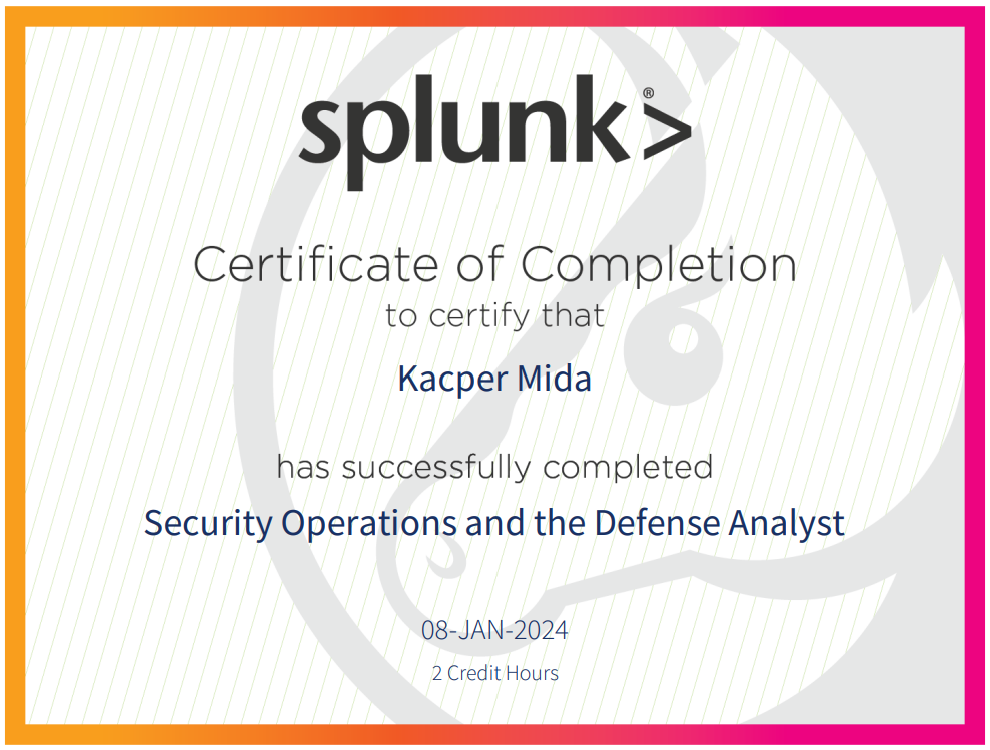 splunk>®
Certificate of Completion
to certify that
Kacper Mida
has successfully completed
Security Operations and the Defense Analyst
08-JAN-2024
2 Credit Hours